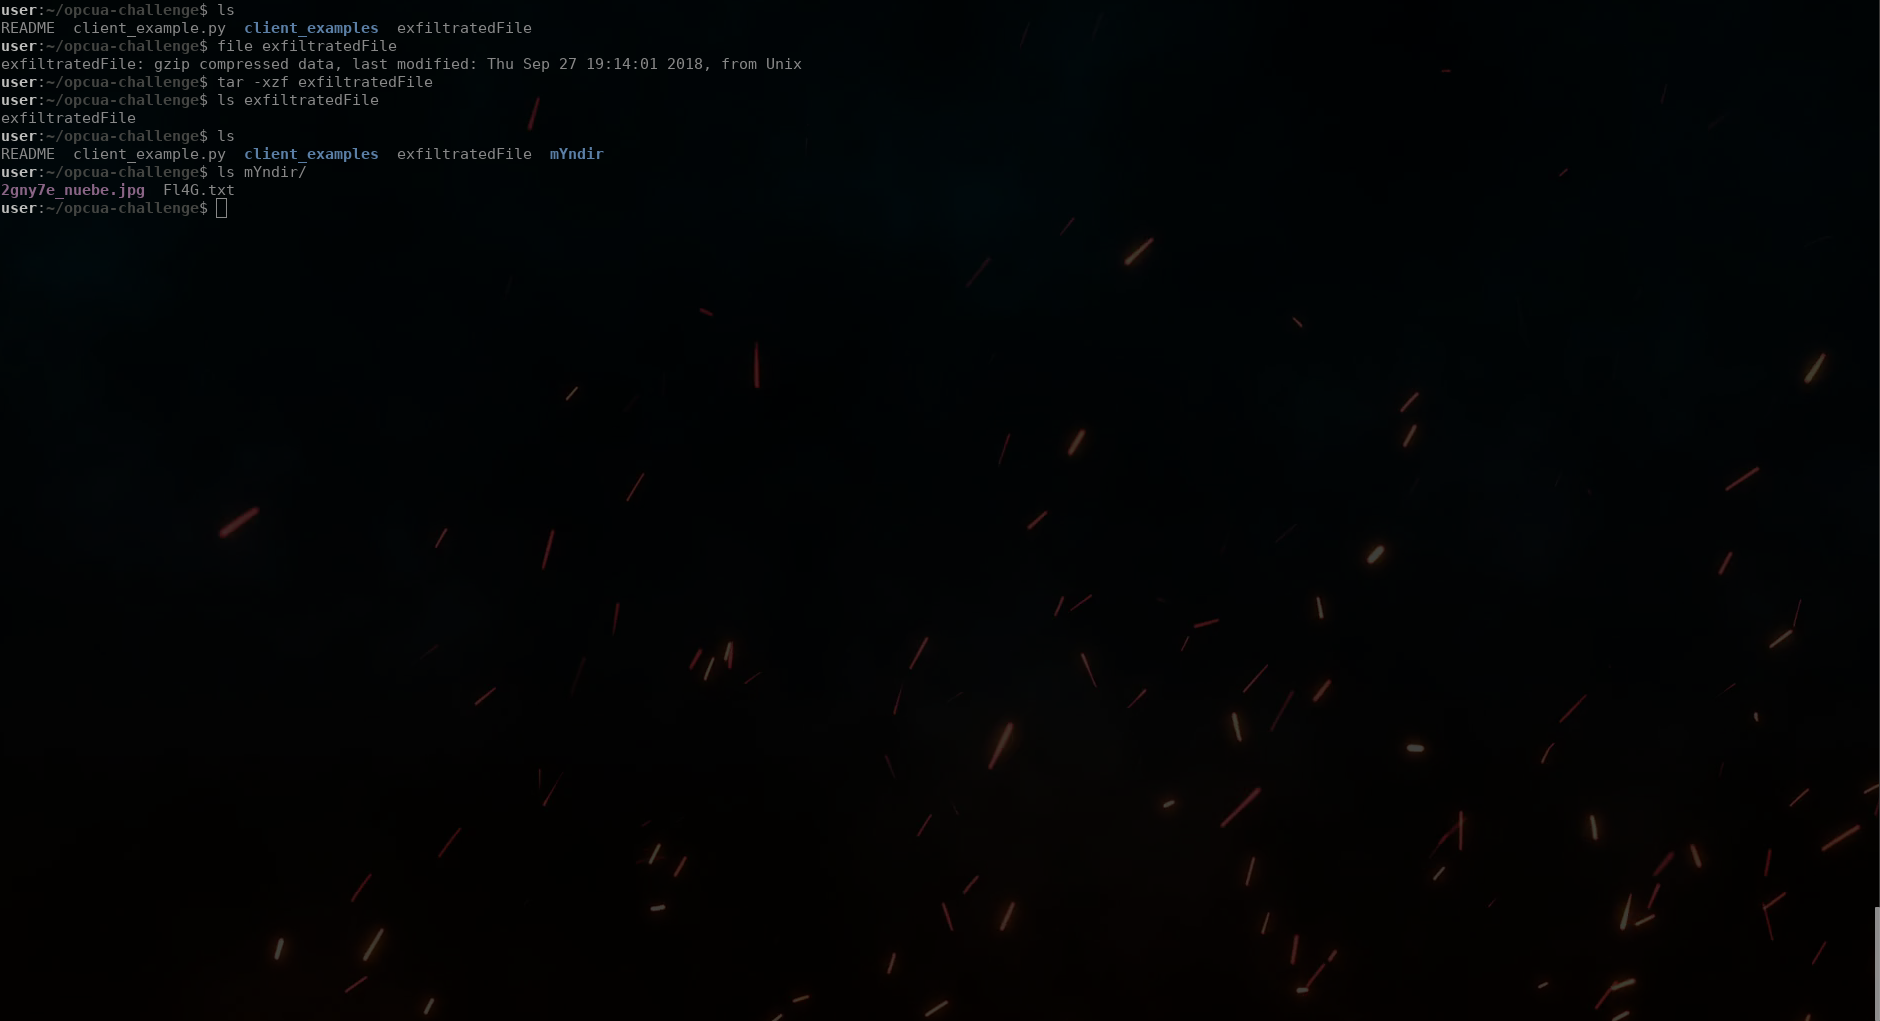 user:~/opcua-challenge$ ls
README  client_example.py  client_examples  exfiltratedFile
user:~/opcua-challenge$ file exfiltratedFile
exfiltratedFile: gzip compressed data, last modified: Thu Sep 27 19:14:01 2018, from Unix
user:~/opcua-challenge$ tar -xzf exfiltratedFile
user:~/opcua-challenge$ ls exfiltratedFile
exfiltratedFile
user:~/opcua-challenge$ ls
README  client_example.py  client_examples  exfiltratedFile  mYndir
user:~/opcua-challenge$ ls mYndir/
2gny7e_nuebe.jpg  Fl4G.txt
user:~/opcua-challenge$